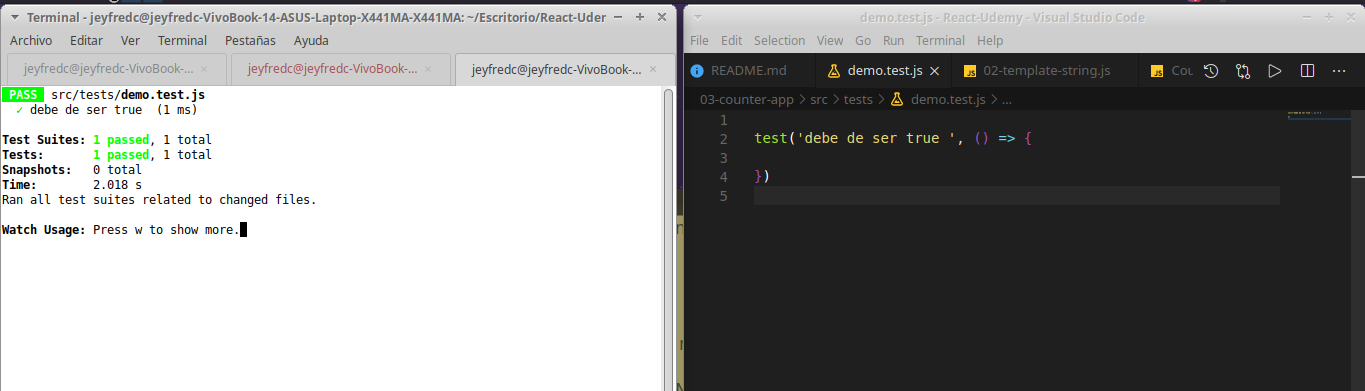 Terminal - jeyfredc@jeyfredc-VivoBook-14-ASUS-Laptop-X441MA-X441MA: ~/Escritorio/React-Uder
Archivo Editar Ver Terminal Pestañas Ayuda
jeyfredc@jeyfredc-VivoBook-... × jeyfredc@jeyfredc-VivoBook-... × jeyfredc@jeyfredc-VivoBook-... ×
PASS src/tests/demo.test.js
✓ debe de ser true (1 ms)
Test Suites: 1 passed, 1 total
Tests: 1 passed, 1 total
Snapshots: 0 total
Time: 2.018 s
Ran all test suites related to changed files.
Watch Usage: Press w to show more.
demo.test.js - React-Udemy - Visual Studio Code
File Edit Selection View Go Run Terminal Help
README.md demo.test.js × JS 02-template-string.js JS Cou
03-counter-app > src > tests > demo.test.js > ...
1
2 test('debe de ser true ', () => {
3
4 })
5